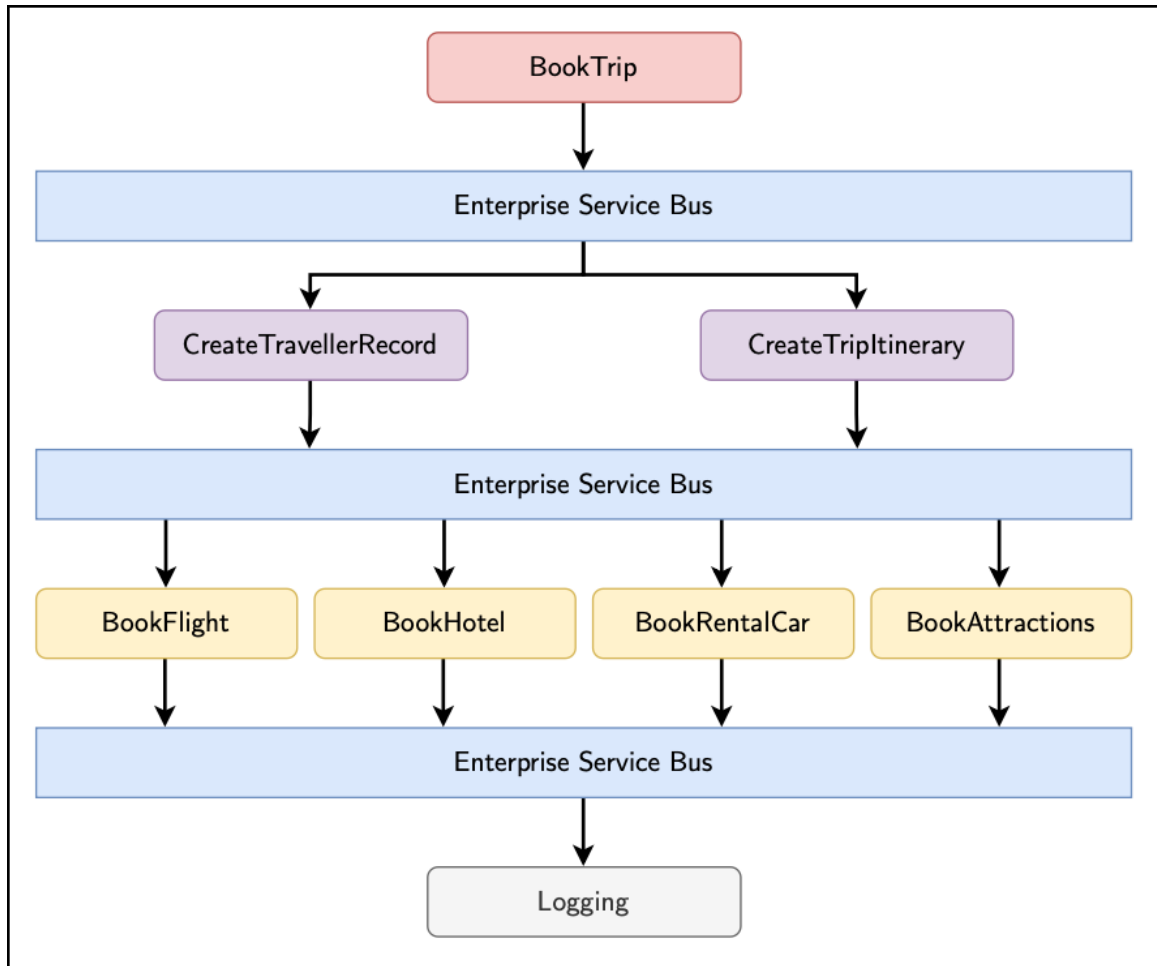 BookTrip
Enterprise Service Bus
CreateTravellerRecord
CreateTripItinerary
Enterprise Service Bus
BookFlight
BookHotel
BookRentalCar
BookAttractions
Enterprise Service Bus
Logging